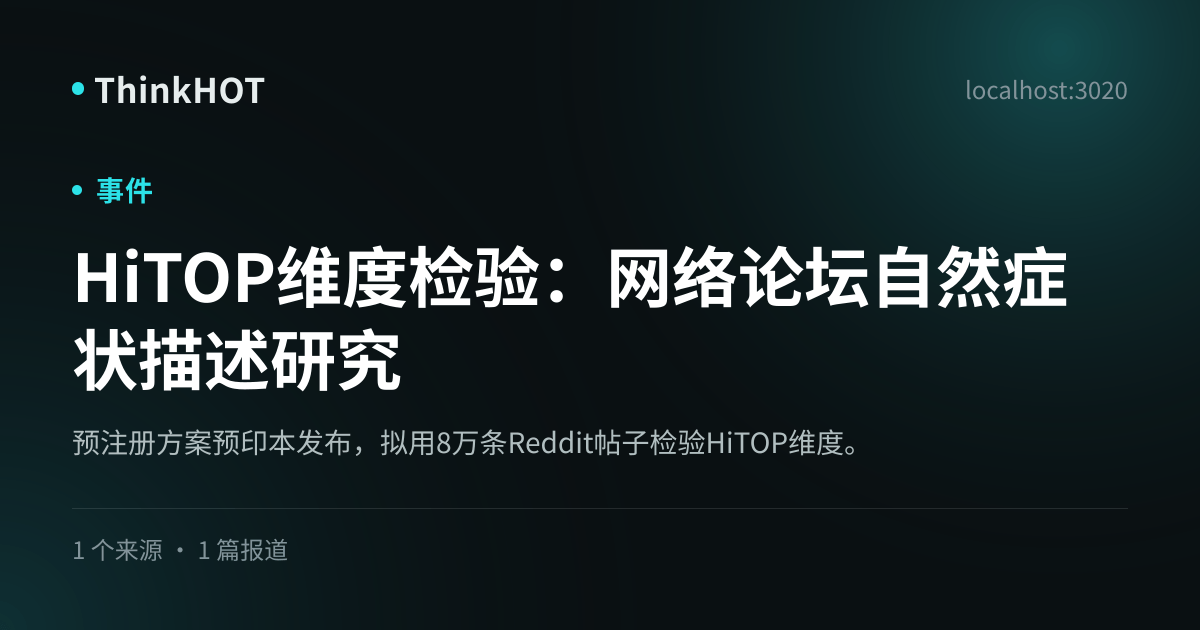 ThinkHOT
localhost:3020
事件
HiTOP维度检验：网络论坛自然症
状描述研究
预注册方案预印本发布，拟用8万条Reddit帖子检验HiTOP维度。
1 个来源 · 1 篇报道